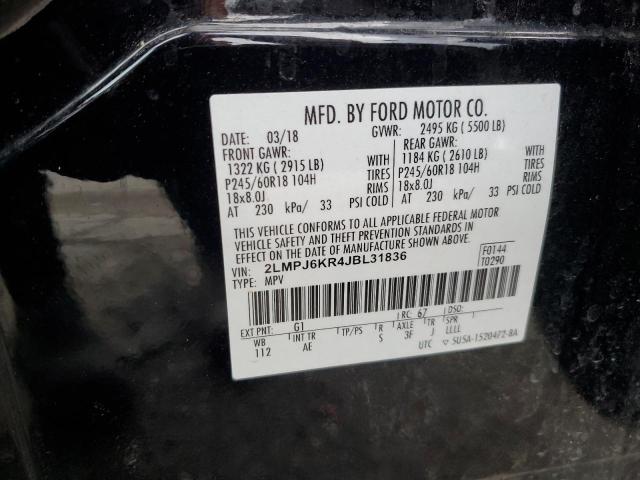 MFD. BY FORD MOTOR CO.
DATE: 03/18 GVWR: 2495 KG ( 5500 LB)
FRONT GAWR: REAR GAWR:
1322 KG ( 2915 LB) WITH 1184 KG ( 2610 LB) WITH
P245/60R18 104H TIRES P245/60R18 104H TIRES
18x8.0J RIMS 18x8.0J RIMS
AT 230 kPa/ 33 PSI COLD AT 230 kPa/ 33 PSI COLD
THIS VEHICLE CONFORMS TO ALL APPLICABLE FEDERAL MOTOR
VEHICLE SAFETY AND THEFT PREVENTION STANDARDS IN
EFFECT ON THE DATE OF MANUFACTURE SHOWN ABOVE.
VIN: 2LMPJ6KR4JBL31836 F0144
TYPE: MPV T0290
EXT PNT: G1 RC: 67 DSO:
WB INT TR TP/PS R AXLE TR SPR
112 AE S 3F J LLLL
UTC ▽ 5U5A-1520472-BA